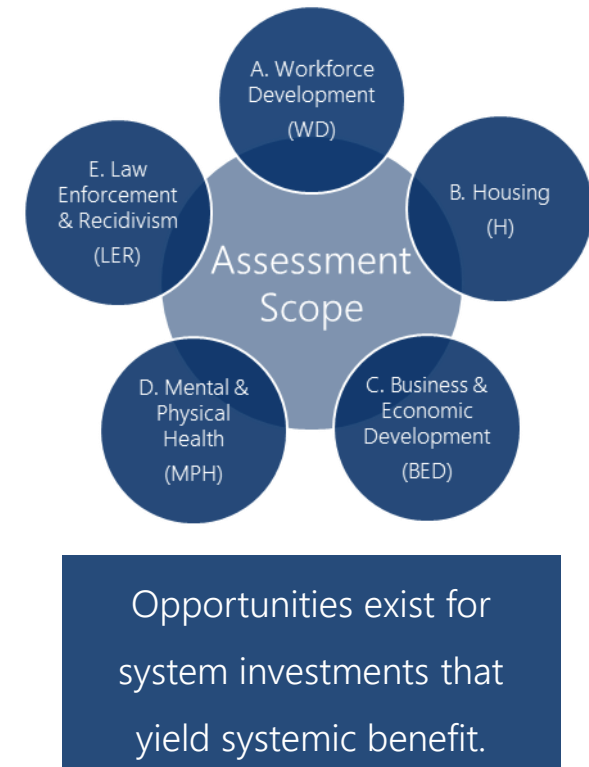 A. Workforce
Development
(WD)
B. Housing
(H)
C. Business &
Economic
Development
(BED)
D. Mental &
Physical
Health
(MPH)
E. Law
Enforcement
& Recidivism
(LER)
Assessment
Scope
Opportunities exist for
system investments that
yield systemic benefit.